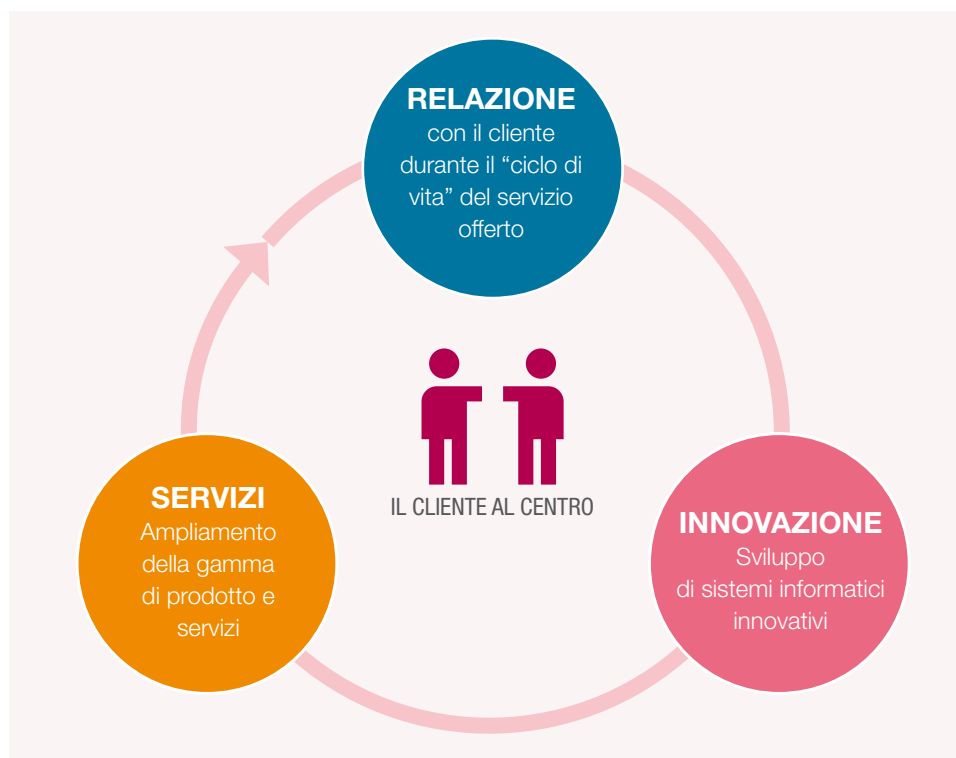 RELAZIONE
con il cliente
durante il “ciclo di
vita” del servizio
offerto
IL CLIENTE AL CENTRO
SERVIZI
Ampliamento
della gamma
di prodotto e
servizi
INNOVAZIONE
Sviluppo
di sistemi informatici
innovativi